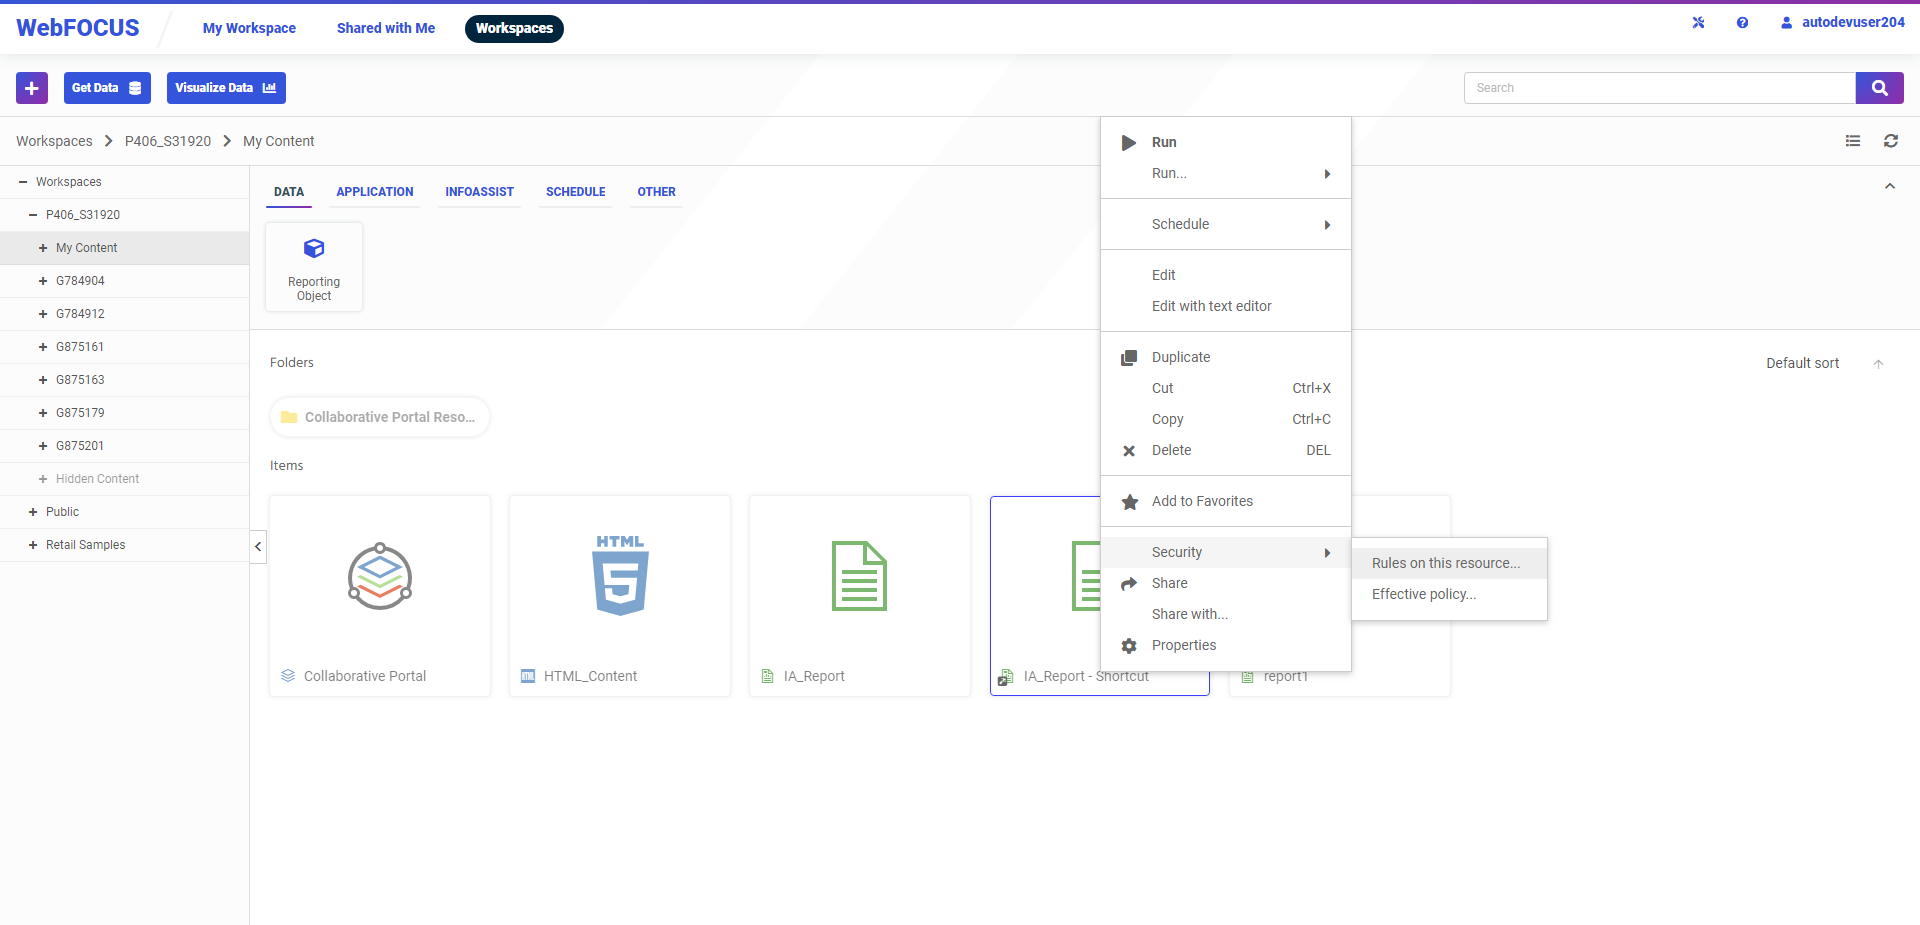 WebFOCUS
My Workspace
Shared with Me
Workspaces
autodevuser204
Get Data
Visualize Data
Search
Workspaces
P406_S31920
My Content
Workspaces
P406_S31920
My Content
G784904
G784912
G875161
G875163
G875179
G875201
Hidden Content
Public
Retail Samples
DATA
APPLICATION
INFOASSIST
SCHEDULE
OTHER
Reporting
Object
Folders
Default sort
Collaborative Portal Reso...
Items
HTML
5
Collaborative Portal
HTML_Content
IA_Report
IA_Report - Shortcut
report1
Run
Run...
Schedule
Edit
Edit with text editor
Duplicate
Cut Ctrl+X
Copy Ctrl+C
Delete DEL
Add to Favorites
Security
Share
Share with...
Properties
Rules on this resource...
Effective policy...